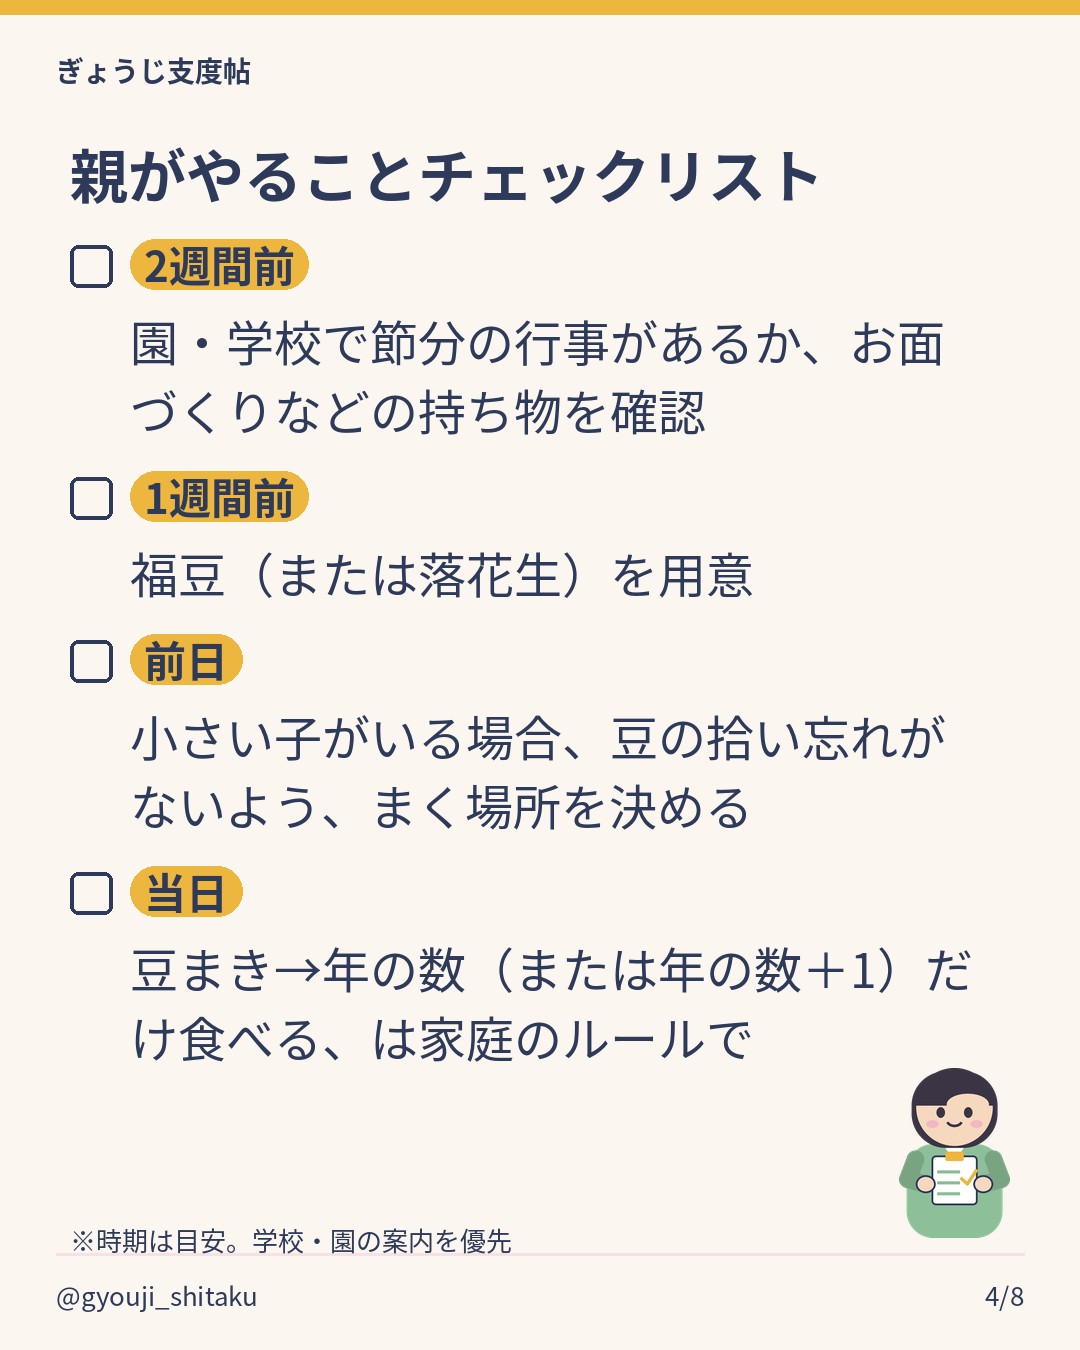 ぎょうじ支度帖
親がやることチェックリスト
2週間前
園・学校で節分の行事があるか、お面
づくりなどの持ち物を確認
1週間前
福豆（または落花生）を用意
前日
小さい子がいる場合、豆の拾い忘れが
ないよう、まく場所を決める
当日
豆まき→年の数（または年の数＋1）だ
け食べる、は家庭のルールで
※時期は目安。学校・園の案内を優先
@gyouji_shitaku
4/8